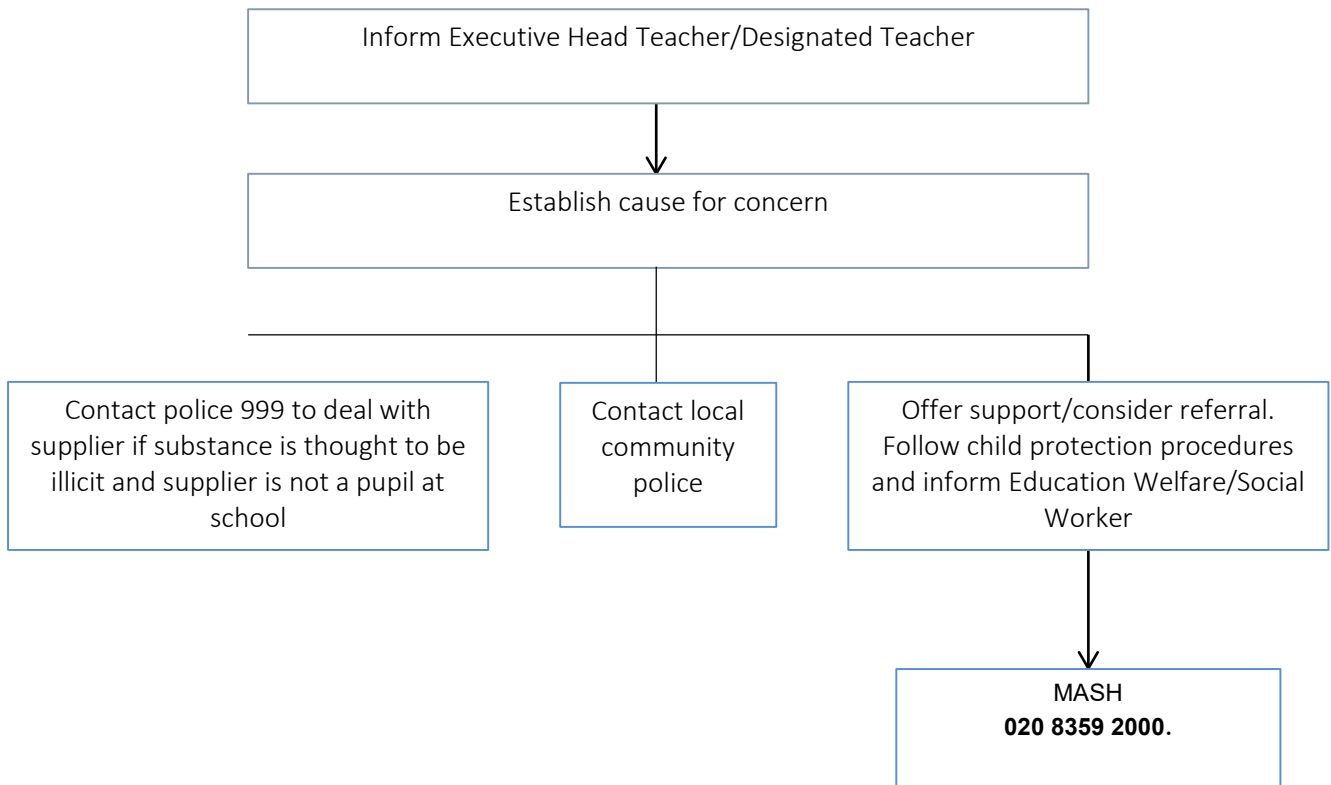 Inform Executive Head Teacher/Designated Teacher
Establish cause for concern
Contact police 999 to deal with
supplier if substance is thought to be
illicit and supplier is not a pupil at
school
Contact local
community
police
Offer support/consider referral.
Follow child protection procedures
and inform Education Welfare/Social
Worker
MASH
020 8359 2000.